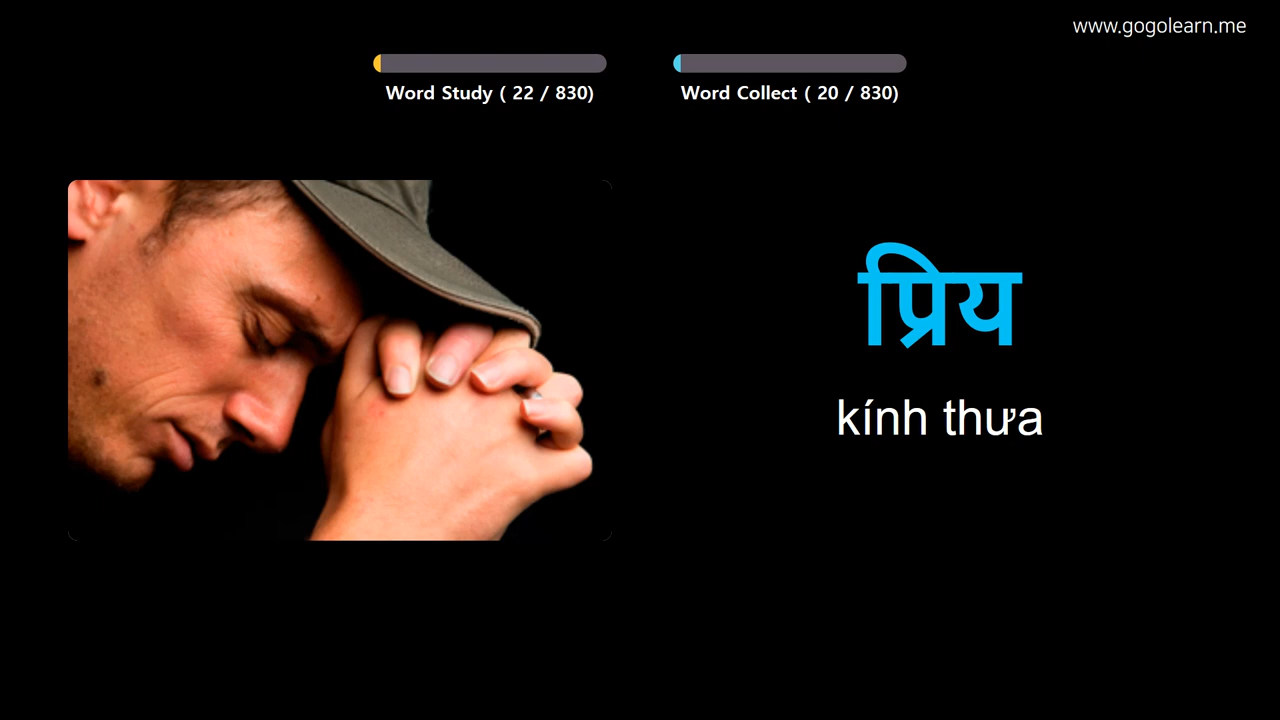 www.gogolearn.me
Word Study ( 22 / 830)
Word Collect ( 20 / 830)
प्रिय
kính thưa